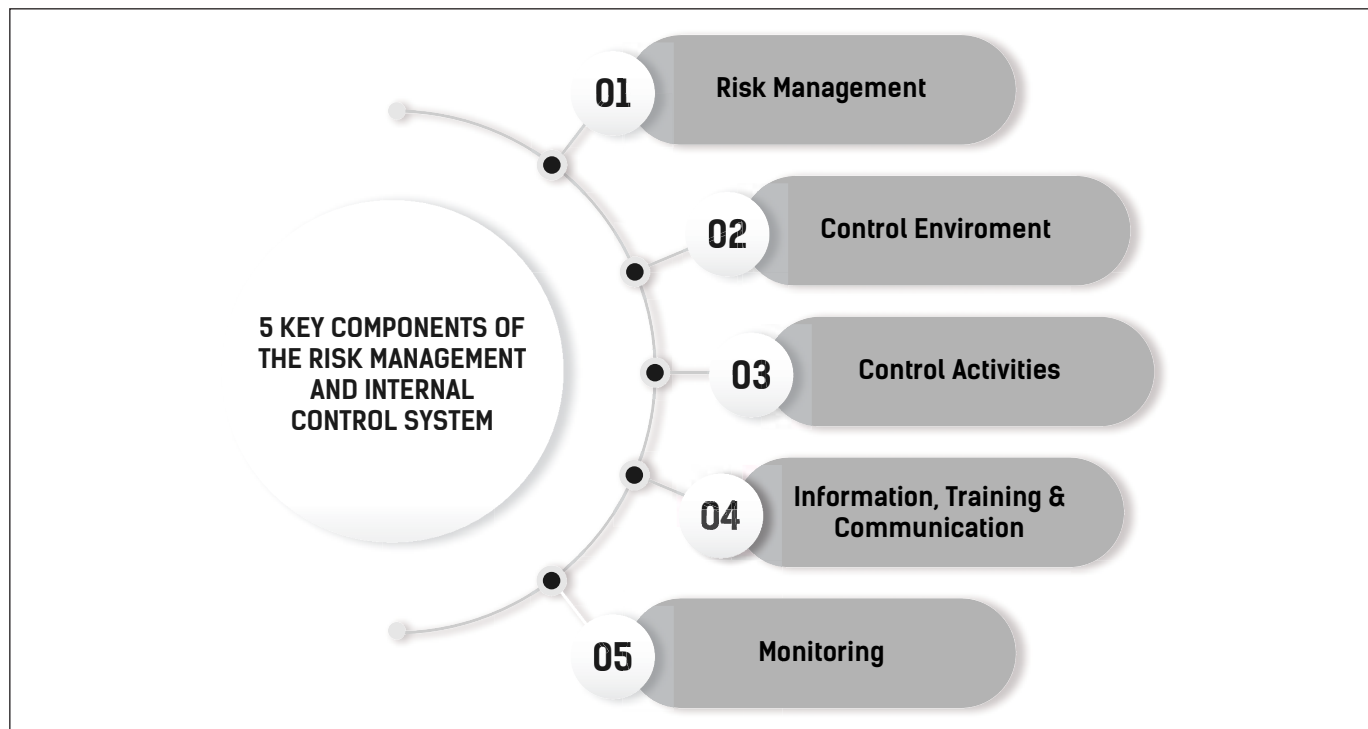 5 KEY COMPONENTS OF
THE RISK MANAGEMENT
AND INTERNAL
CONTROL SYSTEM
01
Risk Management
02
Control Enviroment
03
Control Activities
04
Information, Training &
Communication
05
Monitoring